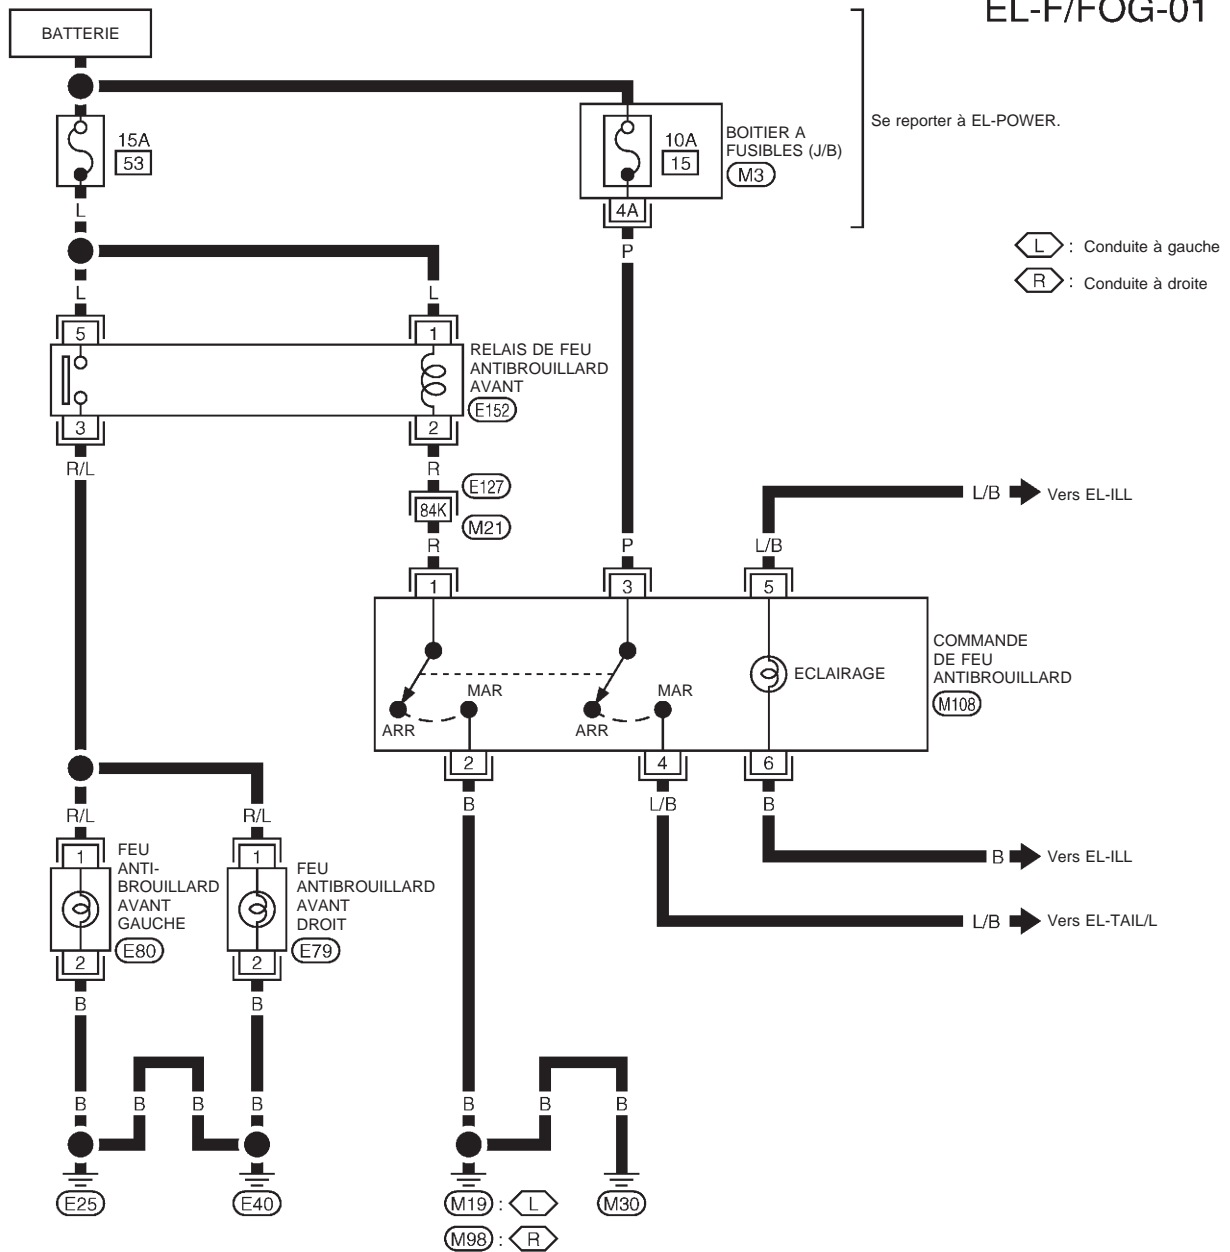 EL-F/FOG-01
BATTERIE
15A
53
10A
15
BOITIER A
FUSIBLES (J/B)
M3
Se reporter à EL-POWER.
4A
L
P
L : Conduite à gauche
R : Conduite à droite
L
L
5
1
RELAIS DE FEU
ANTIBROUILLARD
AVANT
E152
3
2
R/L
R
E127
84K
M21
R
P
L/B
L/B
Vers EL-ILL
1
3
5
COMMANDE
DE FEU
ANTIBROUILLARD
M108
ECLAIRAGE
MAR
ARR
MAR
ARR
2
4
6
B
L/B
B
B
Vers EL-ILL
L/B
Vers EL-TAIL/L
R/L
R/L
1
FEU
ANTI-
BROUILLARD
AVANT
GAUCHE
E80
1
FEU
ANTIBROUILLARD
AVANT
DROIT
E79
2
2
B
B
B
B
B
B
B
B
B
E25
E40
M19 : L
M30
M98 : R